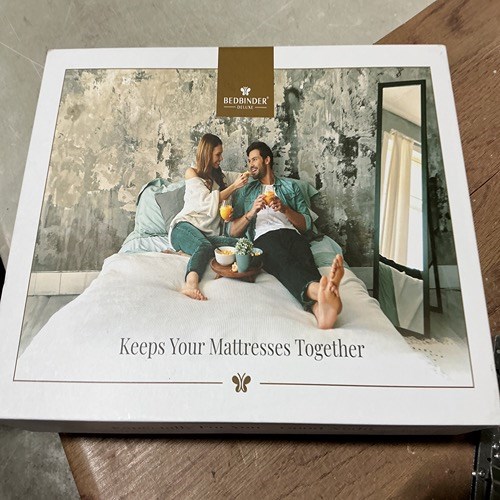 BEDBINDER®
DELUXE
Keeps Your Mattresses Together